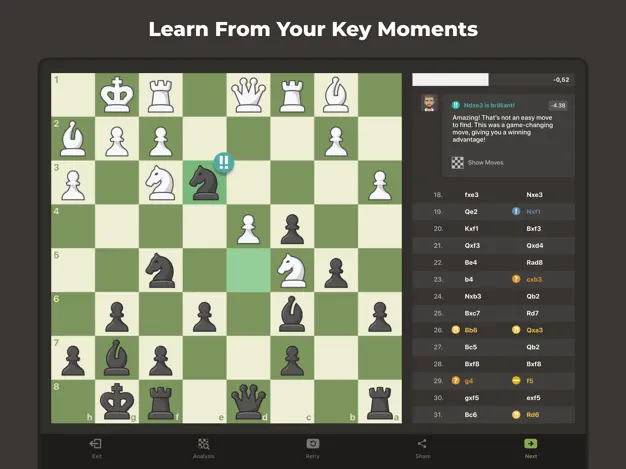 Learn From Your Key Moments
-0,52
!! Ndxe3 is brilliant! -4.38
Amazing! That's not an easy move
to find. This was a game-changing
move, giving you a winning
advantage!
Show Moves
!!
1
2
3
4
5
6
7
8
h g f e d c b a
18. fxe3 Nxe3
19. Qe2 ! Nxf1
20. Kxf1 Bxf3
21. Qxf3 Qxd4
22. Be4 Rad8
23. b4 ? cxb3
24. Nxb3 Qb2
25. Bxc7 Rd7
26. Bb6 Qxa3
27. Bc5 Qb2
28. Bxf8 Bxf8
29. ? g4 f5
30. gxf5 exf5
31. Bc6 Rd6
Exit
Analysis
Retry
Share
Next